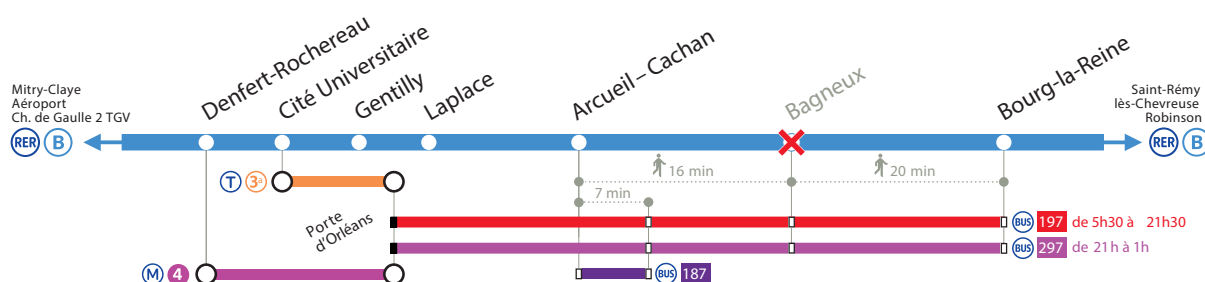 Mitry-Claye
Aéroport
Ch. de Gaulle 2 TGV
RER B
Denfert-Rochereau
Cité Universitaire
Gentilly
Laplace
Arcueil – Cachan
Bagneux
Bourg-la-Reine
Saint-Rémy
lès-Chevreuse
Robinson
RER B
T 3a
16 min
20 min
7 min
Porte
d'Orléans
BUS 197 de 5h30 à 21h30
BUS 297 de 21h à 1h
M 4
BUS 187